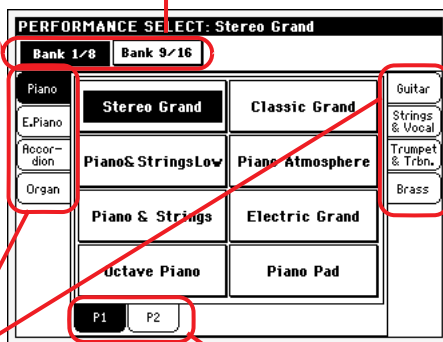 PERFORMANCE SELECT: Stereo Grand
Bank 1/8 Bank 9/16
Piano
E.Piano
Accor-
dion
Organ
Stereo Grand Classic Grand
Piano& StringsLow Piano Atmosphere
Piano & Strings Electric Grand
Octave Piano Piano Pad
Guitar
Strings
& Vocal
Trumpet
& Trbn.
Brass
P1 P2